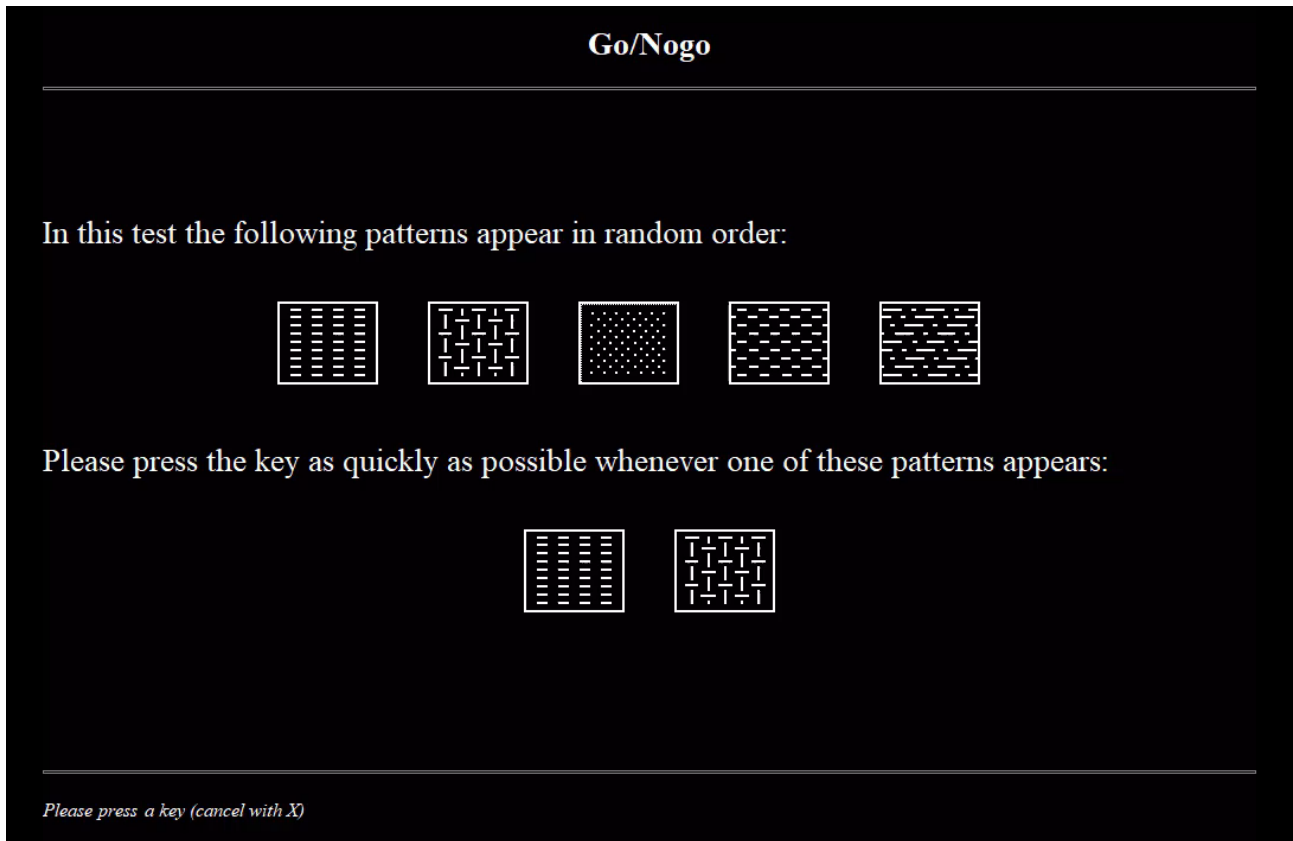 Go/Nogo
In this test the following patterns appear in random order:
Please press the key as quickly as possible whenever one of these patterns appears:
Please press a key (cancel with X)